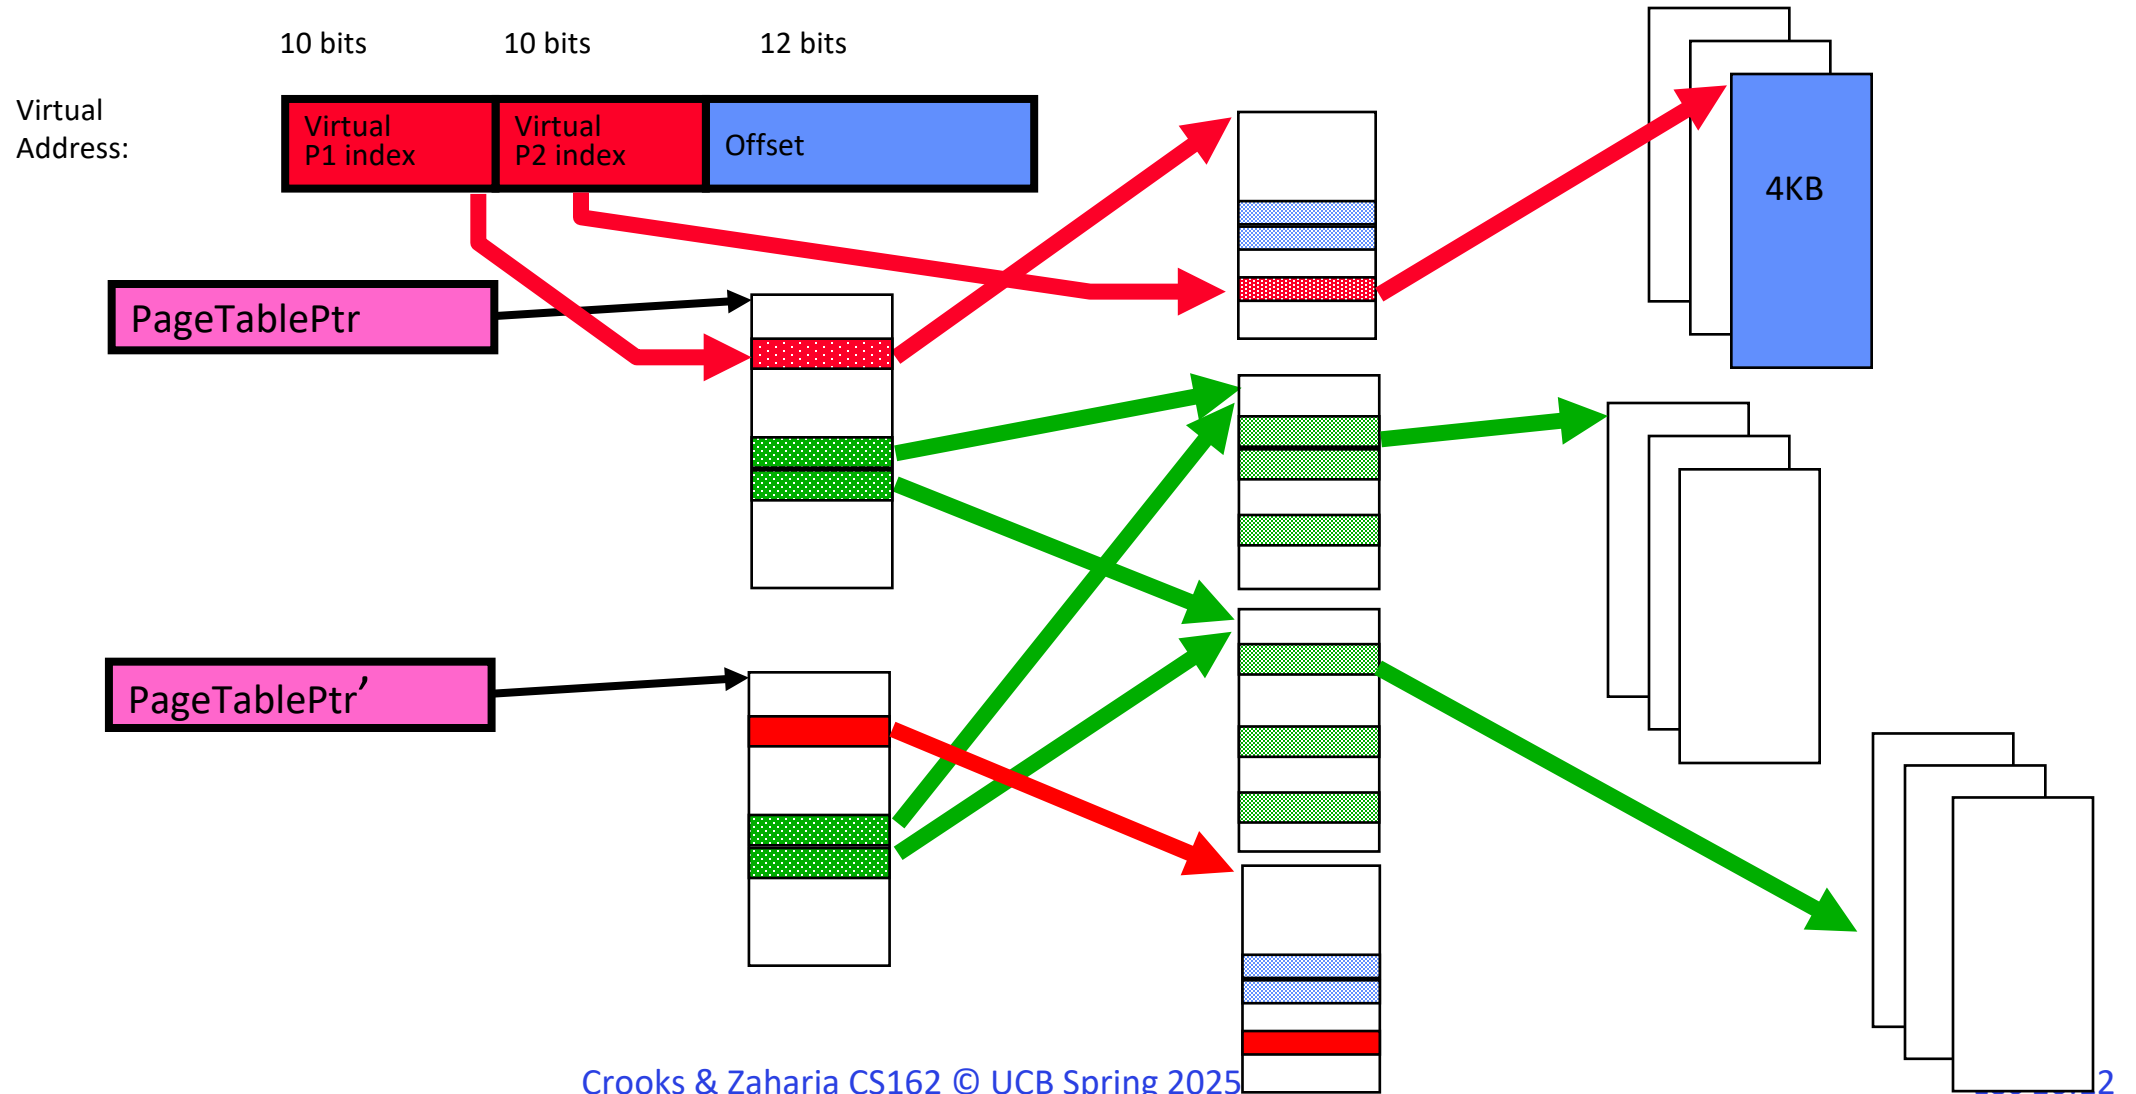 10 bits
10 bits
12 bits
Virtual
Address:
Virtual
P1 index
Virtual
P2 index
Offset
4KB
PageTablePtr
PageTablePtr’
Crooks & Zaharia CS162 © UCB Spring 2025